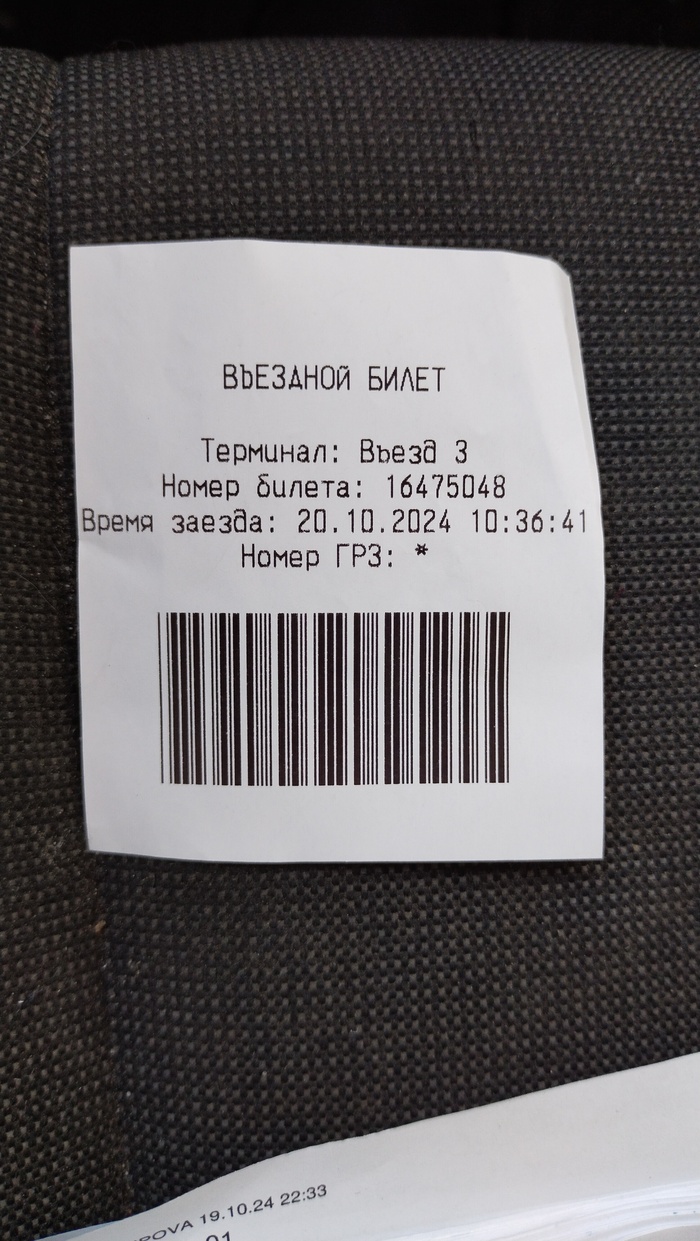 ВЪЕЗДНОЙ БИЛЕТ
Терминал: Въезд 3
Номер билета: 16475048
Время заезда: 20.10.2024 10:36:41
Номер ГРЗ: *
19.10.24 22:33